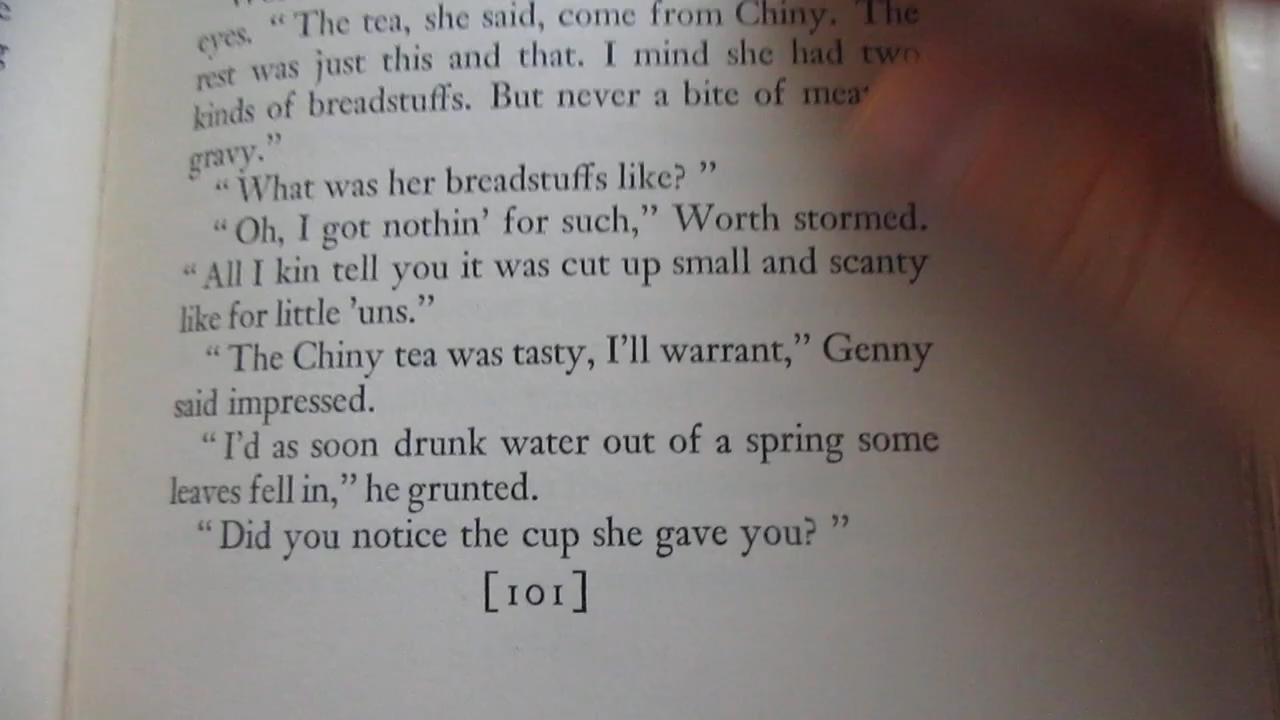 eyes. “The tea, she said, come from Chiny. The
rest was just this and that. I mind she had two
kinds of breadstuffs. But never a bite of
gravy.”
“What was her breadstuffs like?”
“Oh, I got nothin’ for such,” Worth stormed.
“All I kin tell you it was cut up small and scanty
like for little ’uns.”
“The Chiny tea was tasty, I’ll warrant,” Genny
said impressed.
“I’d as soon drunk water out of a spring some
leaves fell in,” he grunted.
“Did you notice the cup she gave you?”
[101]